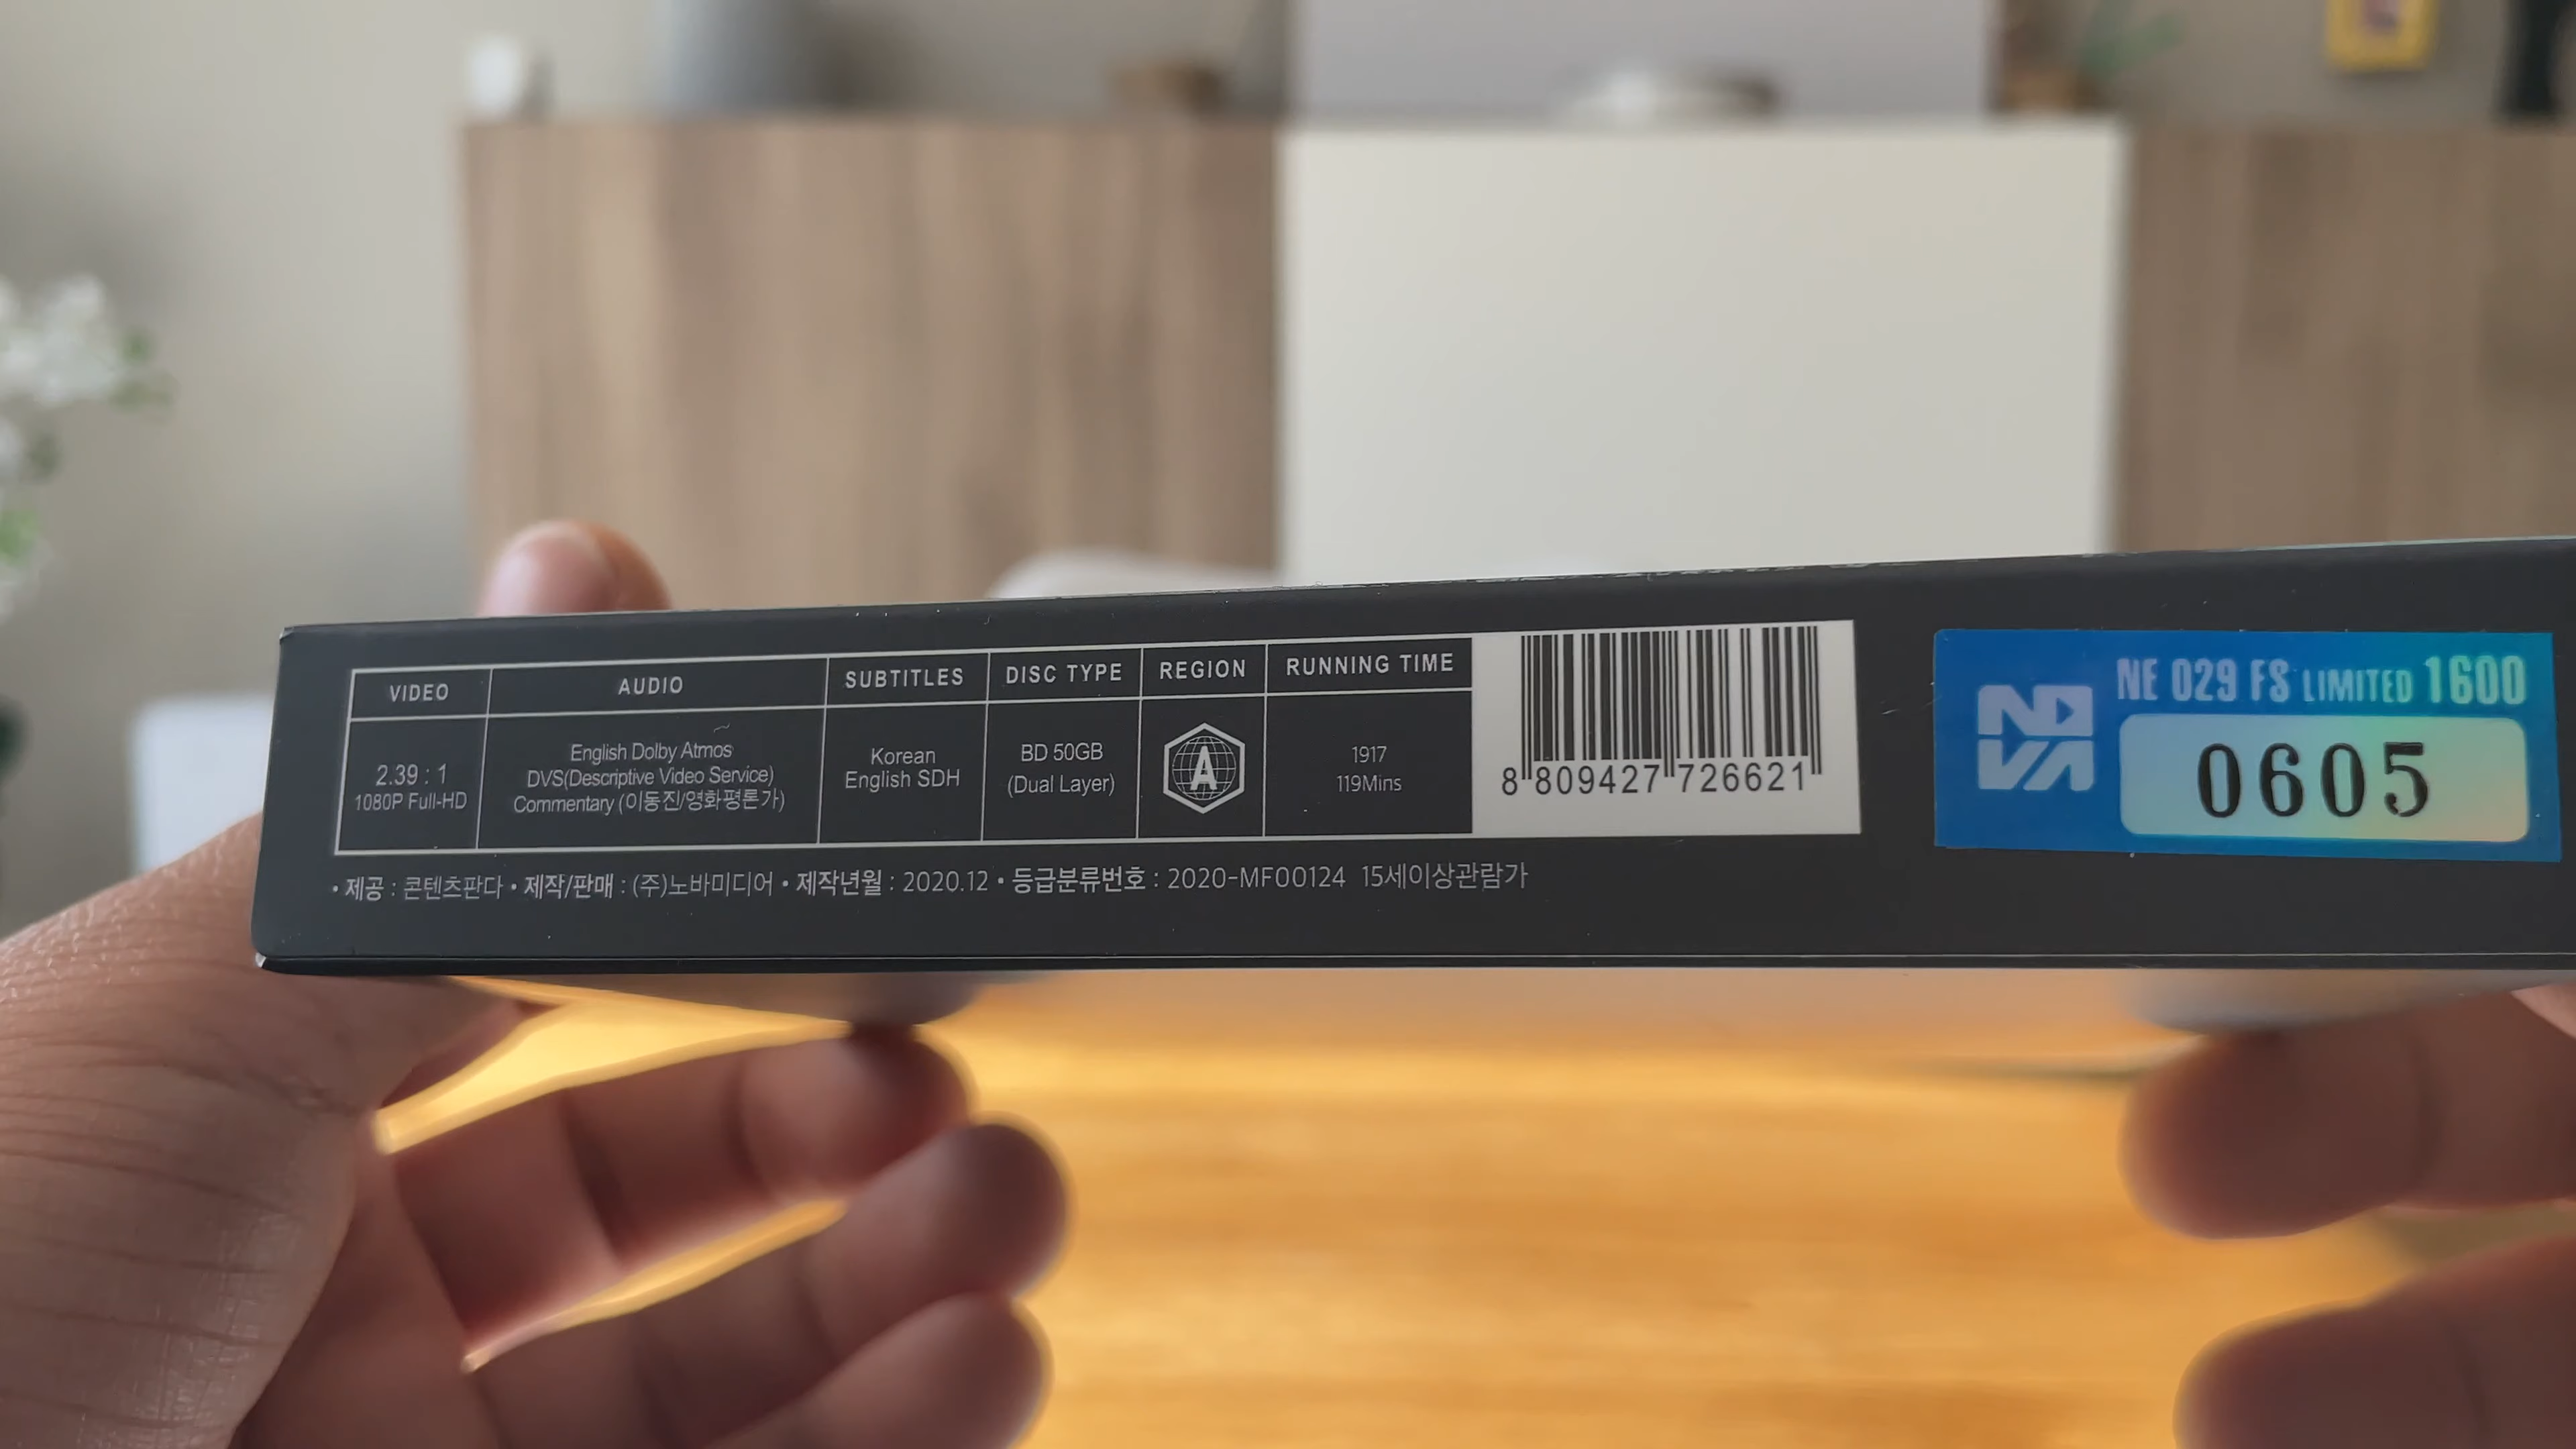 VIDEO
AUDIO
SUBTITLES
DISC TYPE
REGION
RUNNING TIME
2.39 : 1
1080P Full-HD
English Dolby Atmos
DVS(Descriptive Video Service)
Commentary (이동진/영화평론가)
Korean
English SDH
BD 50GB
(Dual Layer)
A
1917
119Mins
8 809427 726621
NOVA
NE 029 FS LIMITED 1600
0605
• 제공 : 콘텐츠판다 • 제작/판매 : (주)노바미디어 • 제작년월 : 2020.12 • 등급분류번호 : 2020-MF00124 15세이상관람가